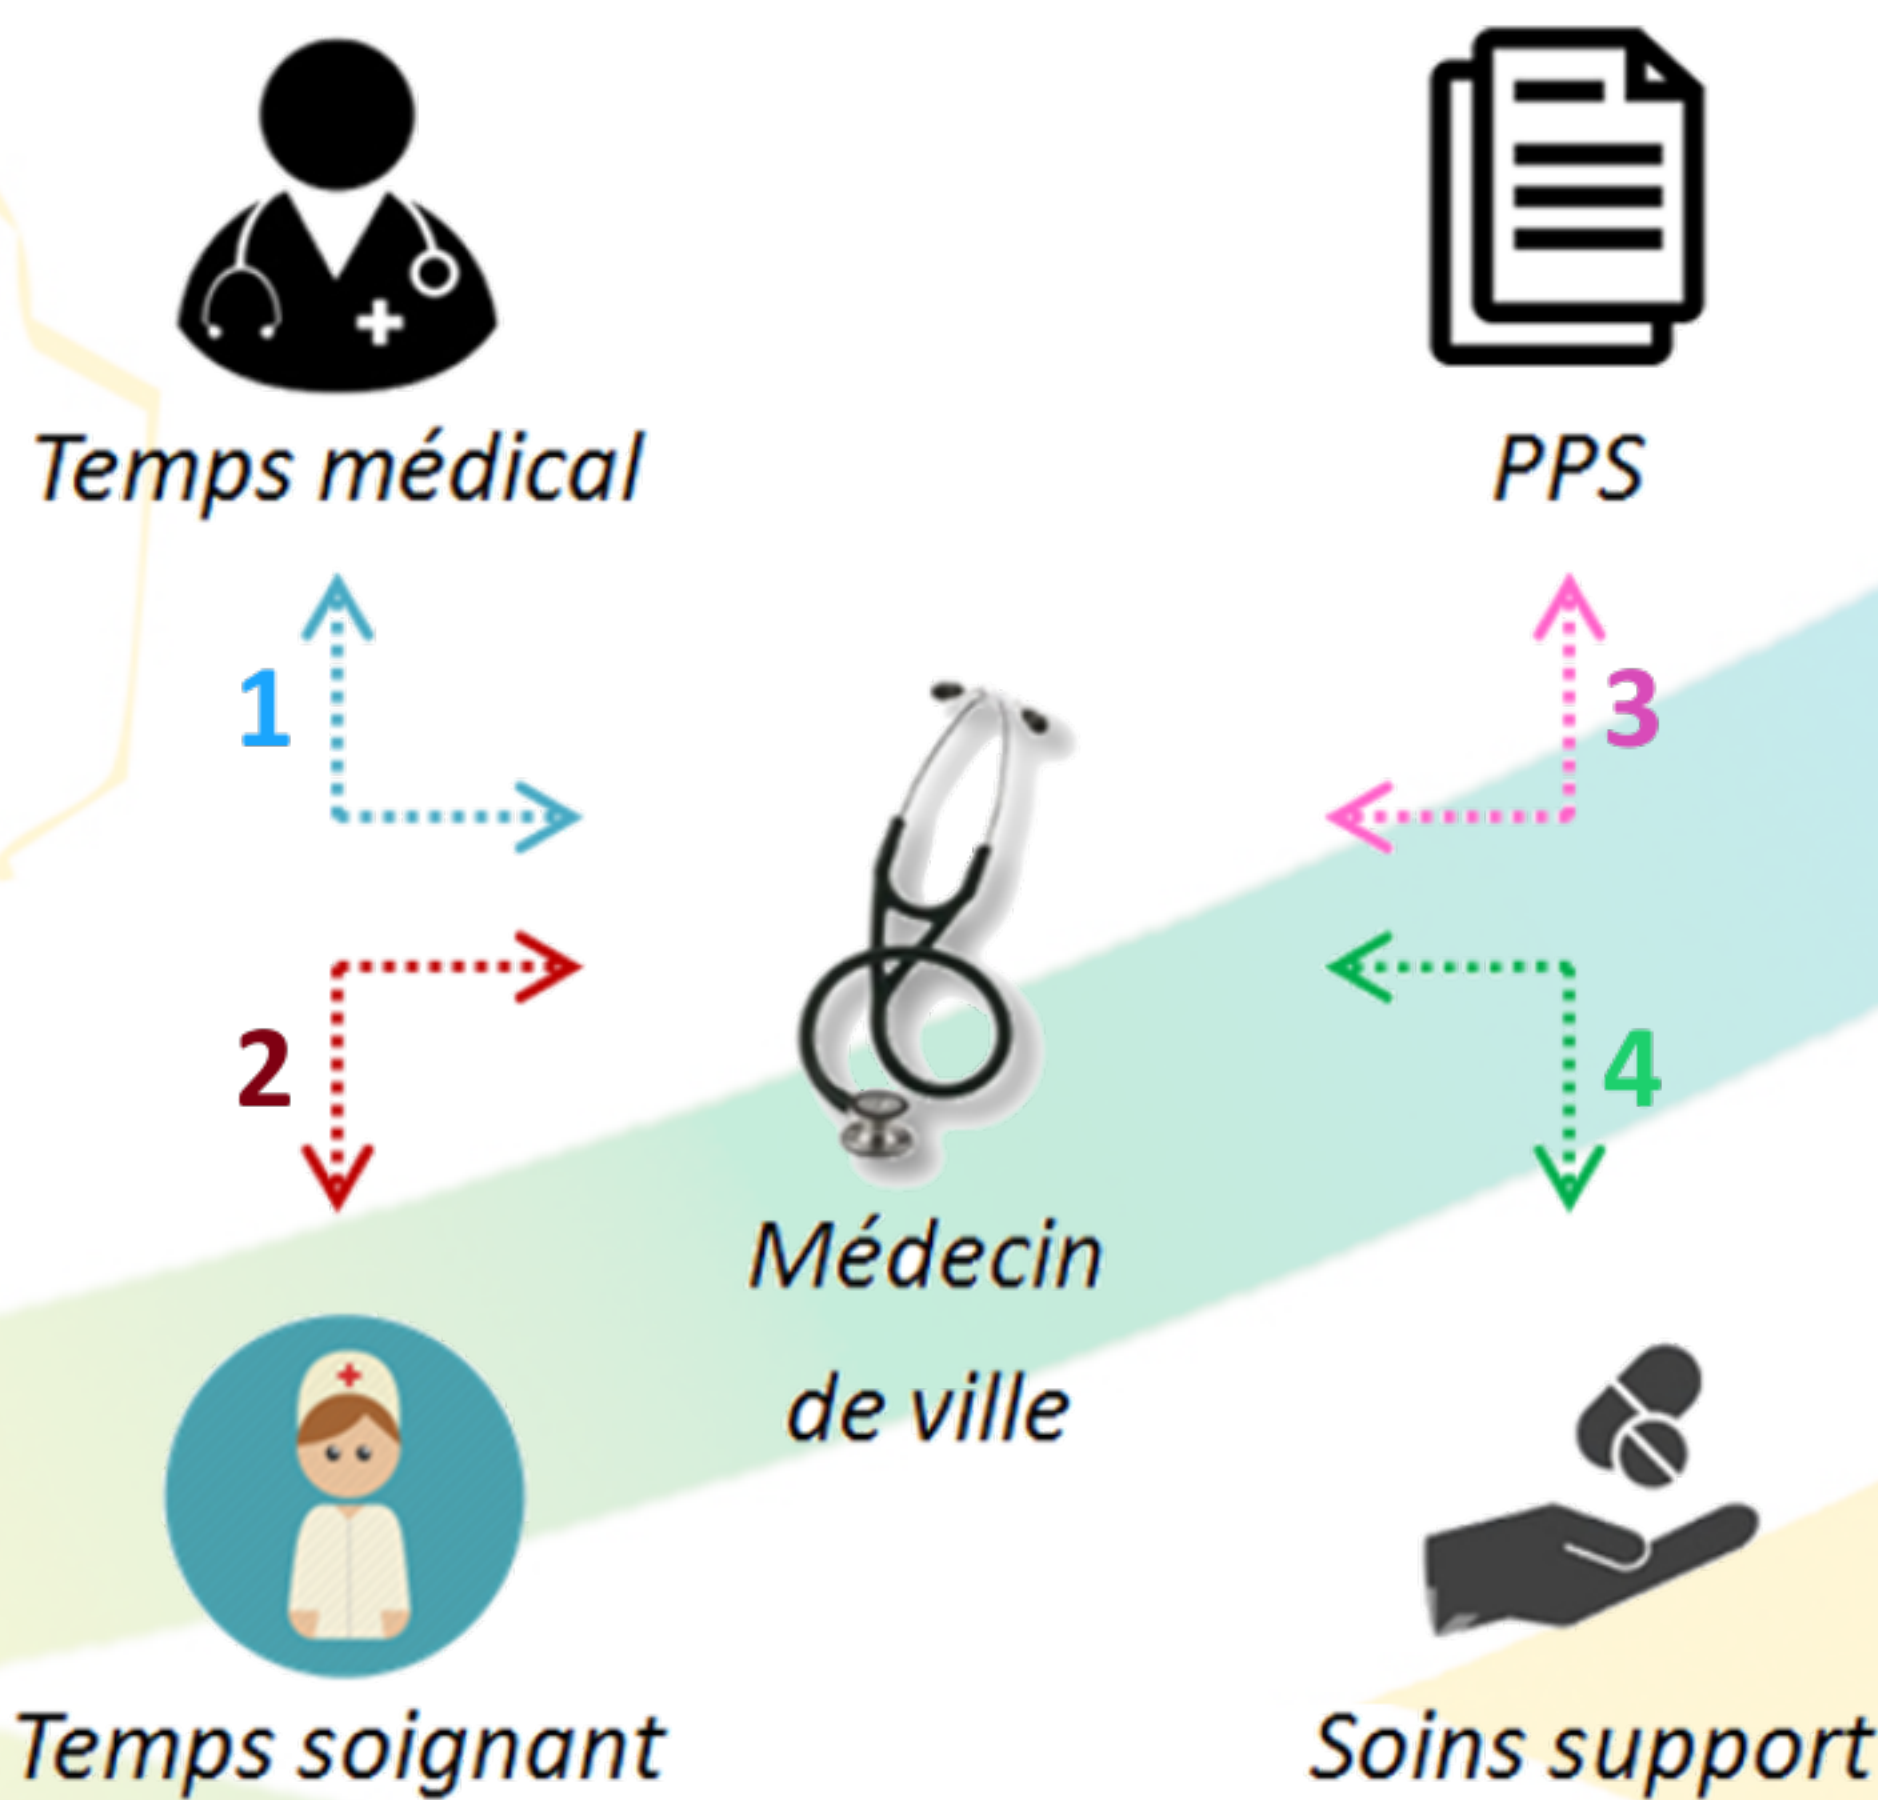 Temps médical
PPS
1
3
2
4
Médecin
de ville
Temps soignant
Soins support